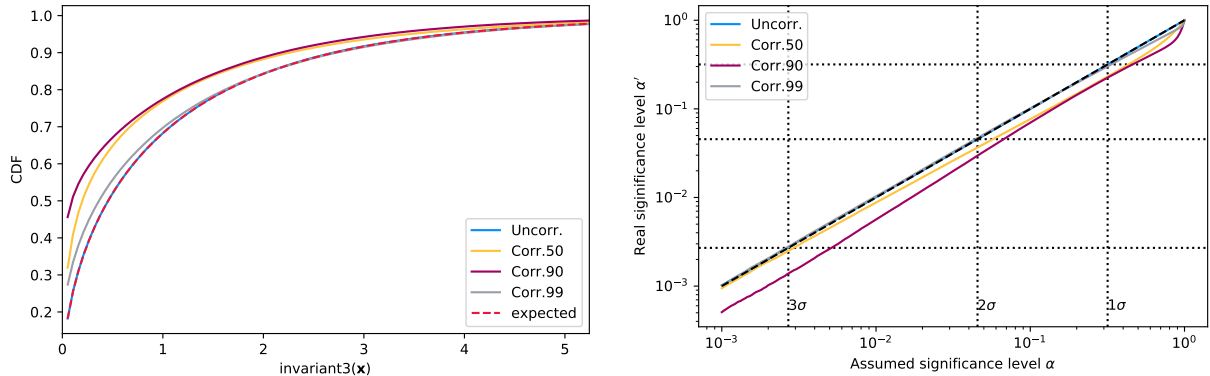 1.0
0.9
0.8
0.7
0.6
0.5
0.4
0.3
0.2
CDF
0
1
2
3
4
5
invariant3(x)
Uncorr.
Corr.50
Corr.90
Corr.99
expected
10⁰
10⁻¹
10⁻²
10⁻³
Real siginificance level α′
Uncorr.
Corr.50
Corr.90
Corr.99
3σ
2σ
1σ
10⁻³
10⁻²
10⁻¹
10⁰
Assumed significance level α